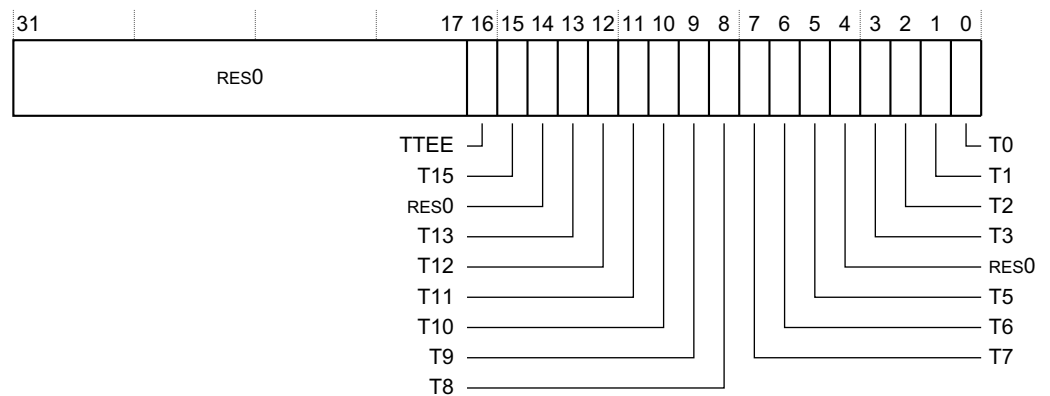 31 17 16 15 14 13 12 11 10 9 8 7 6 5 4 3 2 1 0
RES0
TTEE T0
T15 T1
RES0 T2
T13 T3
T12 RES0
T11 T5
T10 T6
T9 T7
T8